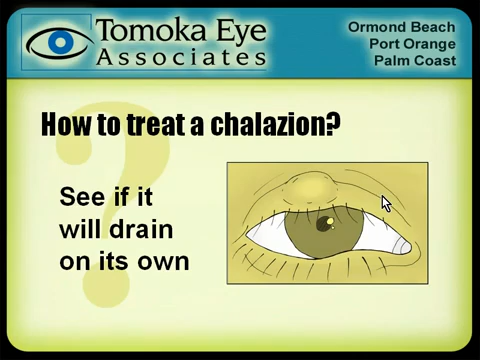 Tomoka Eye
Associates
Ormond Beach
Port Orange
Palm Coast
How to treat a chalazion?
?
See if it
will drain
on its own